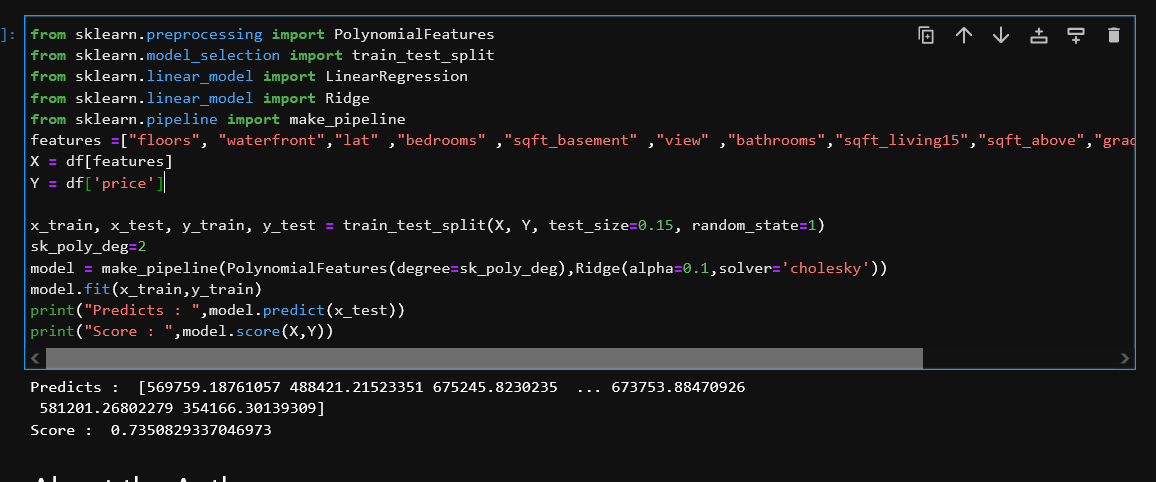 ]:
from sklearn.preprocessing import PolynomialFeatures
from sklearn.model_selection import train_test_split
from sklearn.linear_model import LinearRegression
from sklearn.linear_model import Ridge
from sklearn.pipeline import make_pipeline
features =["floors", "waterfront","lat" ,"bedrooms" ,"sqft_basement" ,"view" ,"bathrooms","sqft_living15","sqft_above","grad
X = df[features]
Y = df['price']
x_train, x_test, y_train, y_test = train_test_split(X, Y, test_size=0.15, random_state=1)
sk_poly_deg=2
model = make_pipeline(PolynomialFeatures(degree=sk_poly_deg),Ridge(alpha=0.1,solver='cholesky'))
model.fit(x_train,y_train)
print("Predicts : ",model.predict(x_test))
print("Score : ",model.score(X,Y))
Predicts :  [569759.18761057 488421.21523351 675245.8230235  ... 673753.88470926
 581201.26802279 354166.30139309]
Score :  0.7350829337046973